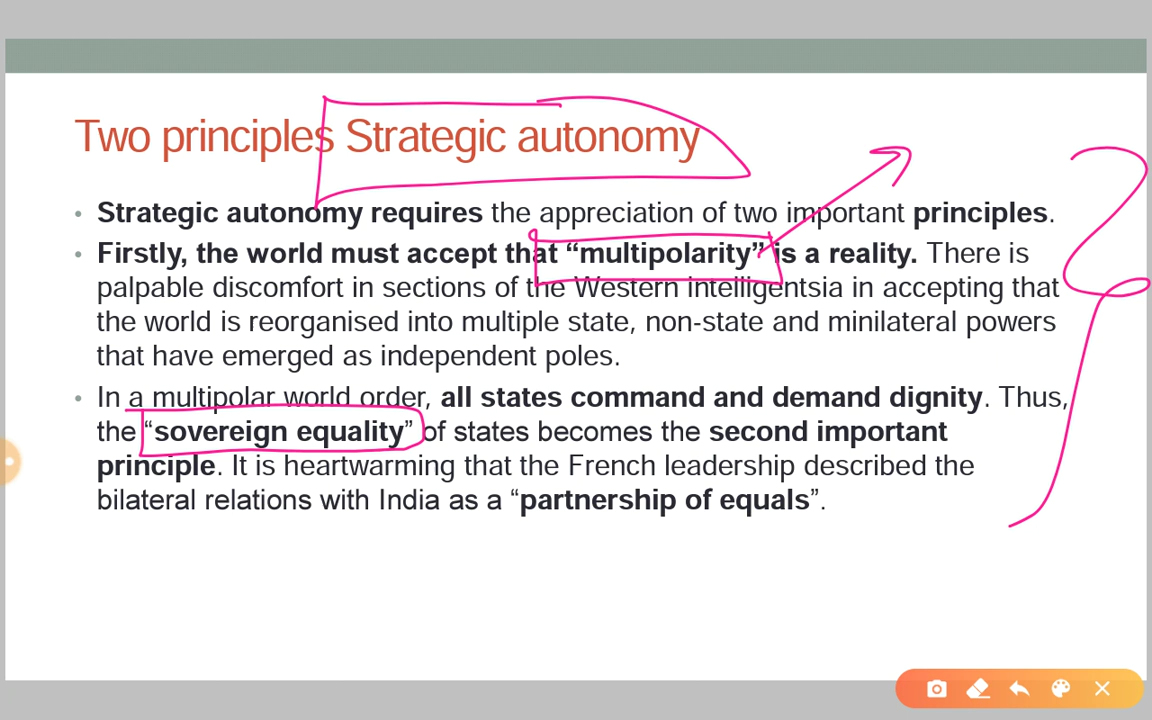 Two principles Strategic autonomy
• Strategic autonomy requires the appreciation of two important principles.
• Firstly, the world must accept that “multipolarity” is a reality. There is
palpable discomfort in sections of the Western intelligentsia in accepting that
the world is reorganised into multiple state, non-state and minilateral powers
that have emerged as independent poles.
• In a multipolar world order, all states command and demand dignity. Thus,
the “sovereign equality” of states becomes the second important
principle. It is heartwarming that the French leadership described the
bilateral relations with India as a “partnership of equals”.